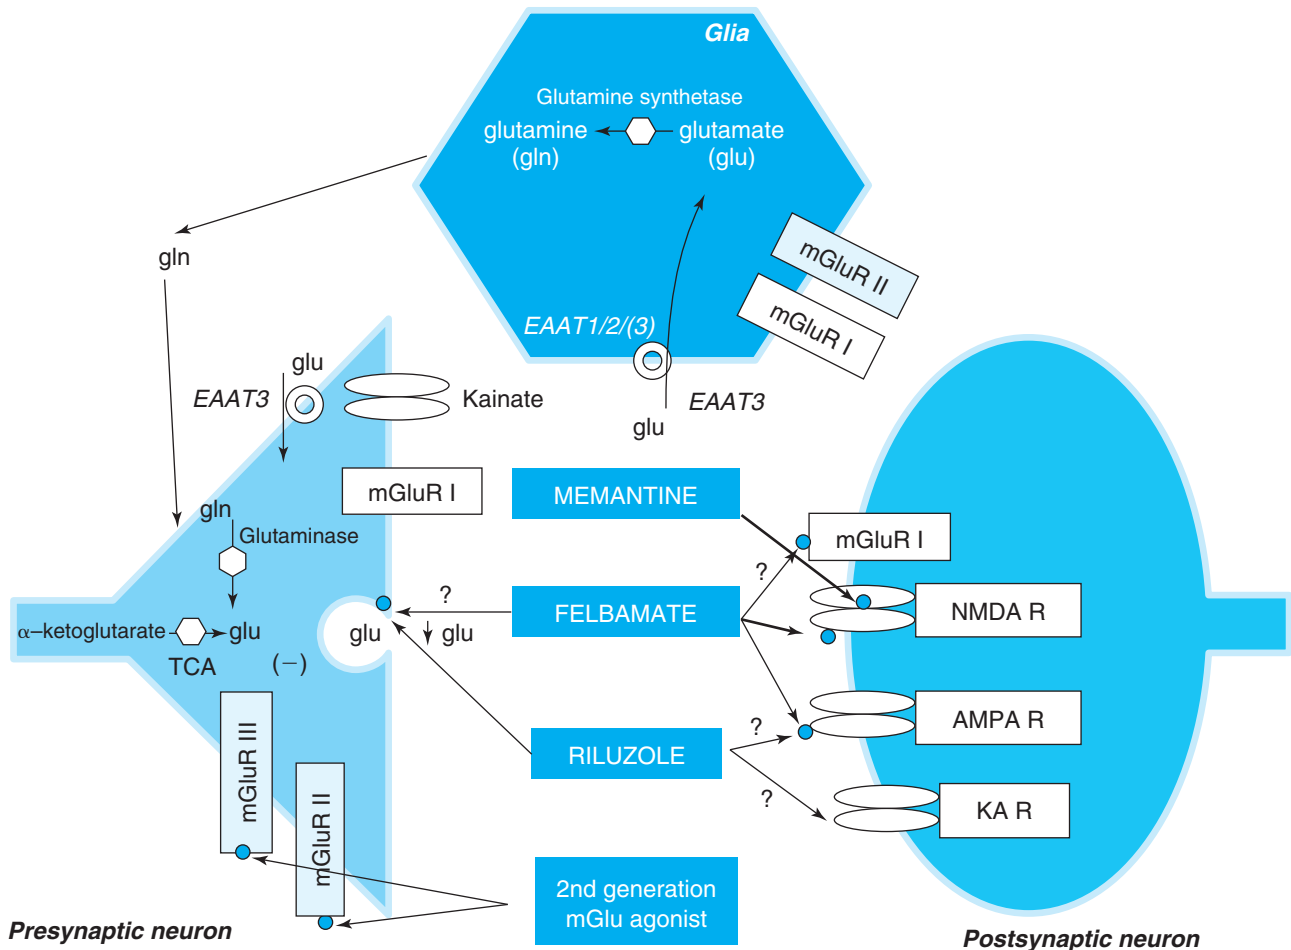 Glia
Glutamine synthetase
glutamine
(gln)
glutamate
(glu)
gln
mGluR II
mGluR I
EAAT1/2/(3)
glu
EAAT3
Kainate
glu
EAAT3
mGluR I
MEMANTINE
gln
Glutaminase
mGluR I
?
?
FELBAMATE
NMDA R
α–ketoglutarate
glu
TCA
(−)
glu
glu
AMPA R
?
RILUZOLE
?
KA R
mGluR III
mGluR II
2nd generation
mGlu agonist
Presynaptic neuron
Postsynaptic neuron